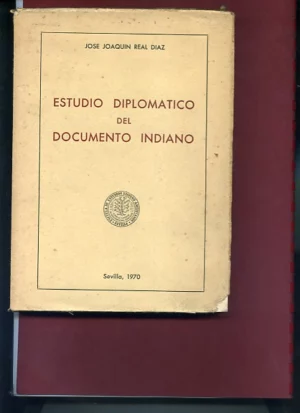 JOSE JOAQUIN REAL DIAZ
ESTUDIO DIPLOMATICO
DEL
DOCUMENTO INDIANO
Sevilla, 1970